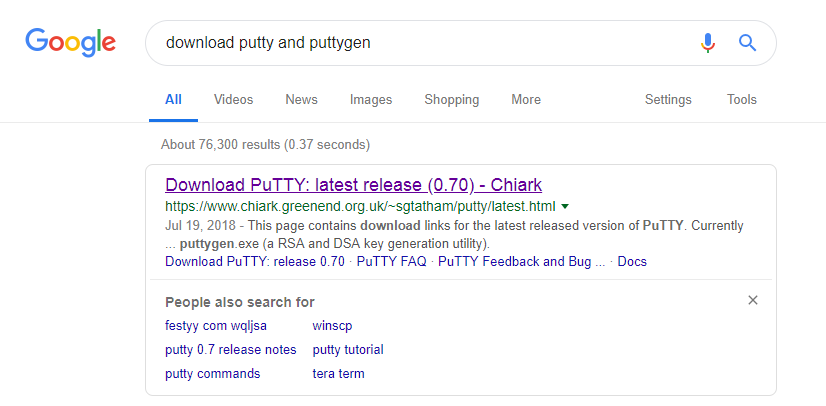 Google
download putty and puttygen
All Videos News Images Shopping More Settings Tools
About 76,300 results (0.37 seconds)
Download PuTTY: latest release (0.70) - Chiark
https://www.chiark.greenend.org.uk/~sgtatham/putty/latest.html
Jul 19, 2018 - This page contains download links for the latest released version of PuTTY. Currently
... puttygen.exe (a RSA and DSA key generation utility).
Download PuTTY: release 0.70 · PuTTY FAQ · PuTTY Feedback and Bug ... · Docs
People also search for
festyy com wqljsa winscp
putty 0.7 release notes putty tutorial
putty commands tera term